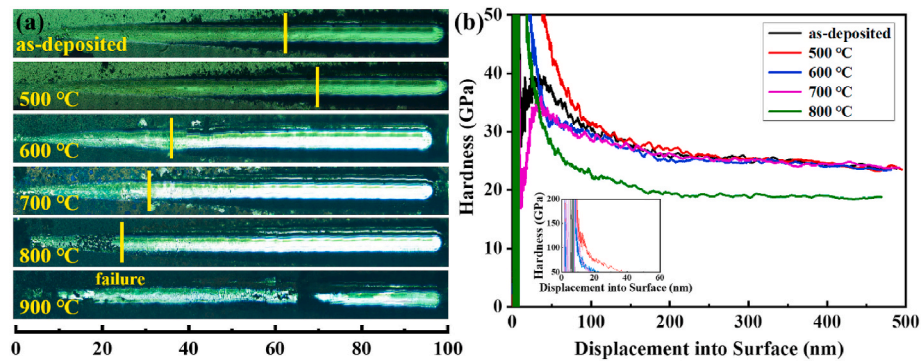 (a)
as-deposited
500 °C
600 °C
700 °C
800 °C
failure
900 °C
0 20 40 60 80 100
(b)
50
40
30
20
10
0
Hardness (GPa)
as-deposited
500 °C
600 °C
700 °C
800 °C
200
150
100
50
Hardness (GPa)
0 20 40 60
Displacement into Surface (nm)
0 100 200 300 400 500
Displacement into Surface (nm)